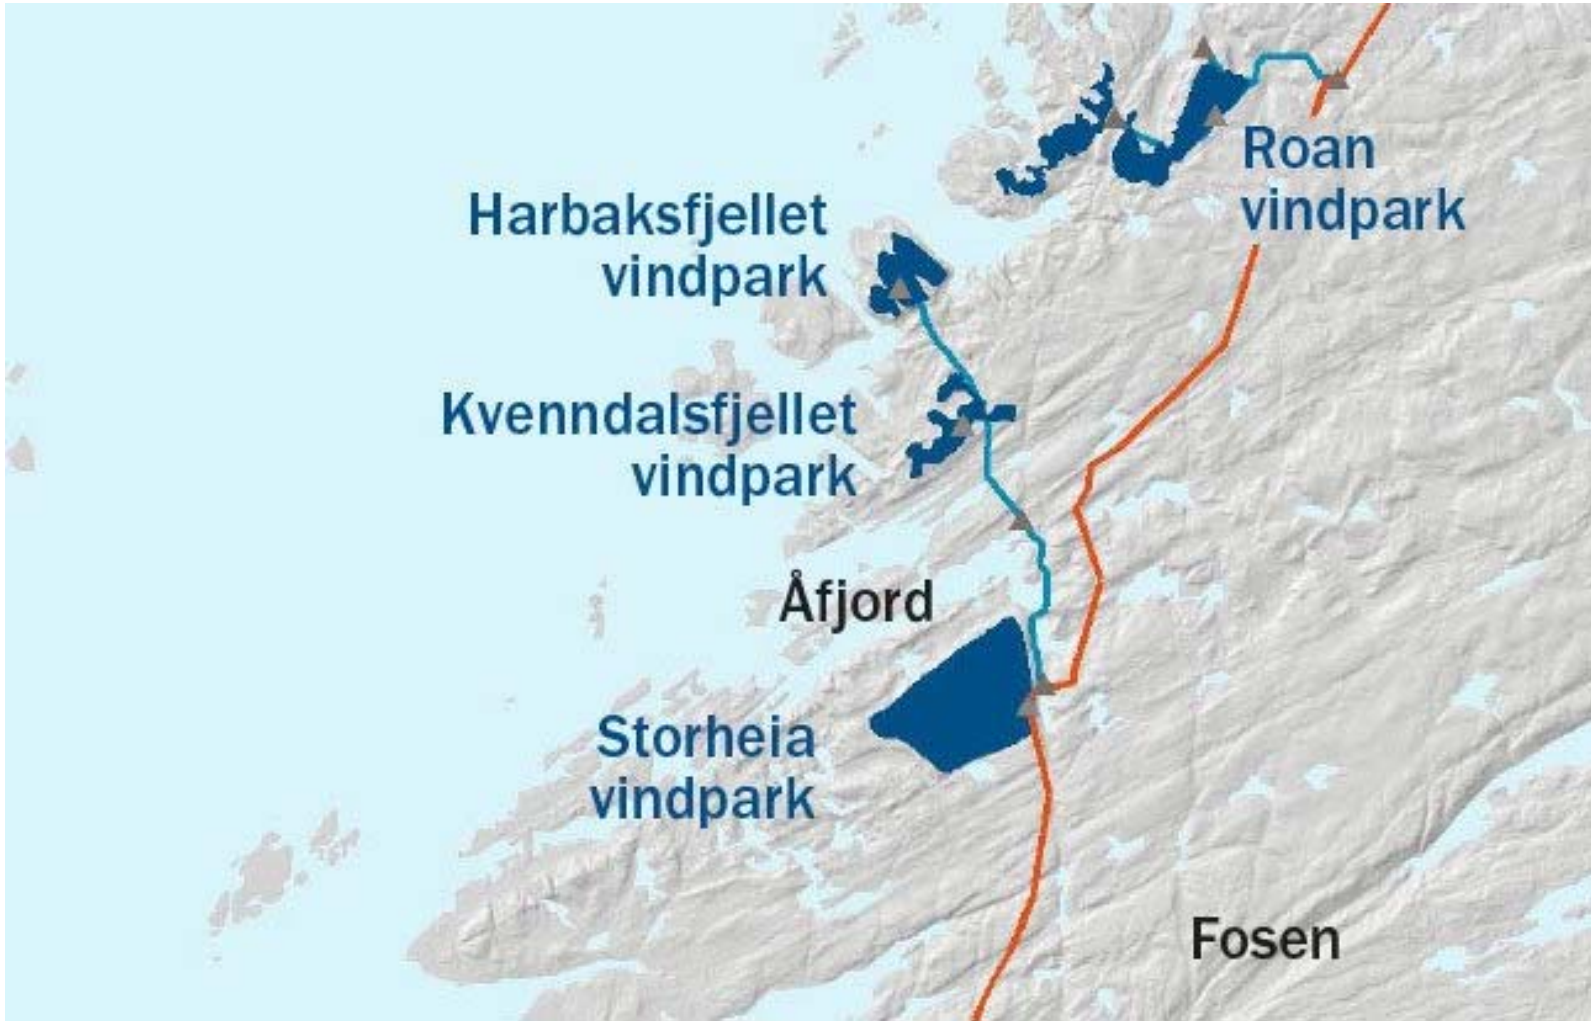 Roan
vindpark
Harbaksfjellet
vindpark
Kvenndalsfjellet
vindpark
Åfjord
Storheia
vindpark
Fosen